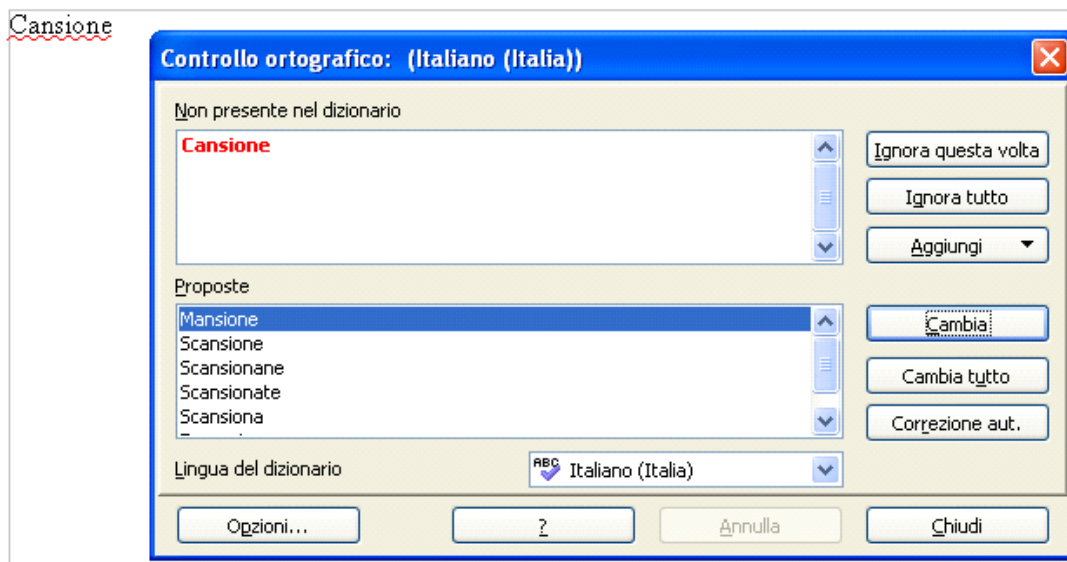 Cansione
Controllo ortografico: (Italiano (Italia))
Non presente nel dizionario
Cansione
Ignora questa volta
Ignora tutto
Aggiungi
Proposte
Mansione
Scansione
Scansionane
Scansionate
Scansiona
Cambia
Cambia tutto
Correzione aut.
Lingua del dizionario
ABC Italiano (Italia)
Opzioni...
?
Annulla
Chiudi